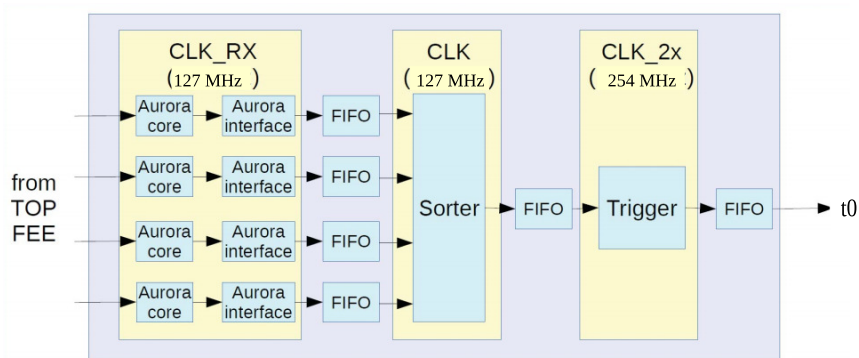 CLK_RX
(127 MHz )
CLK
(127 MHz )
CLK_2x
( 254 MHz )
from
TOP
FEE
Aurora
core
Aurora
interface
FIFO
Aurora
core
Aurora
interface
FIFO
Aurora
core
Aurora
interface
FIFO
Aurora
core
Aurora
interface
FIFO
Sorter
FIFO
Trigger
FIFO
t0